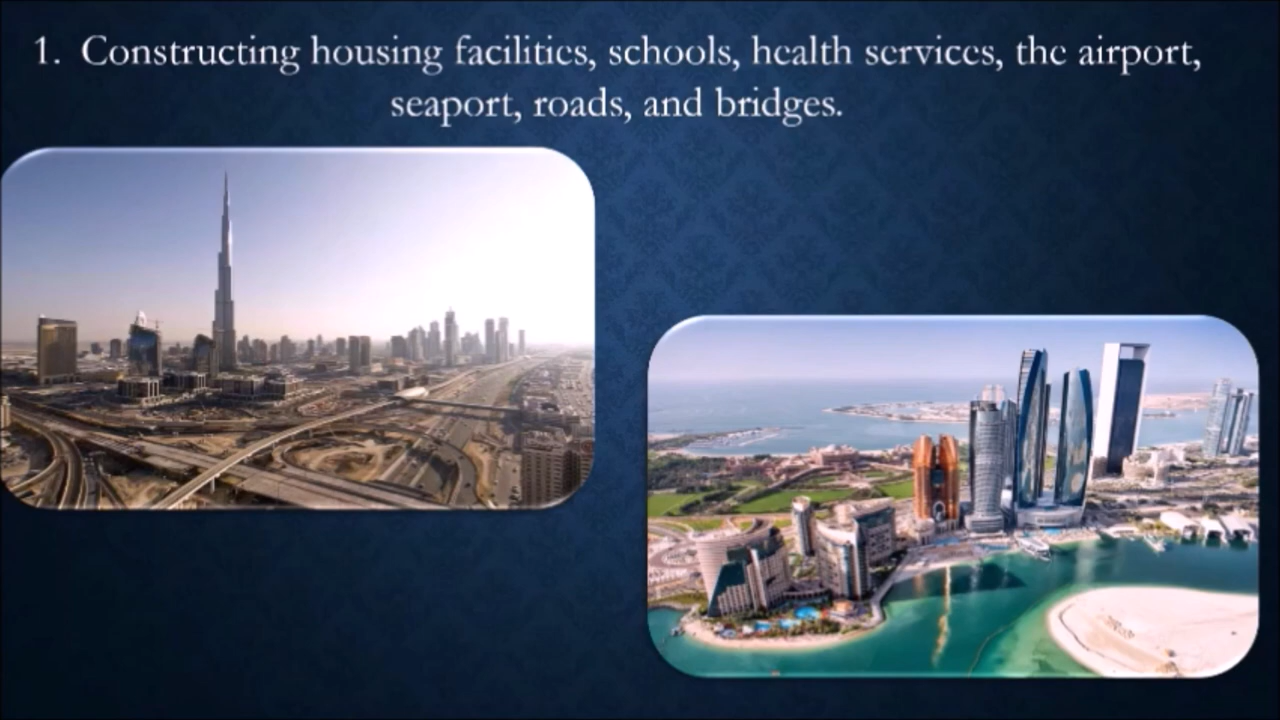 1. Constructing housing facilities, schools, health services, the airport,
seaport, roads, and bridges.